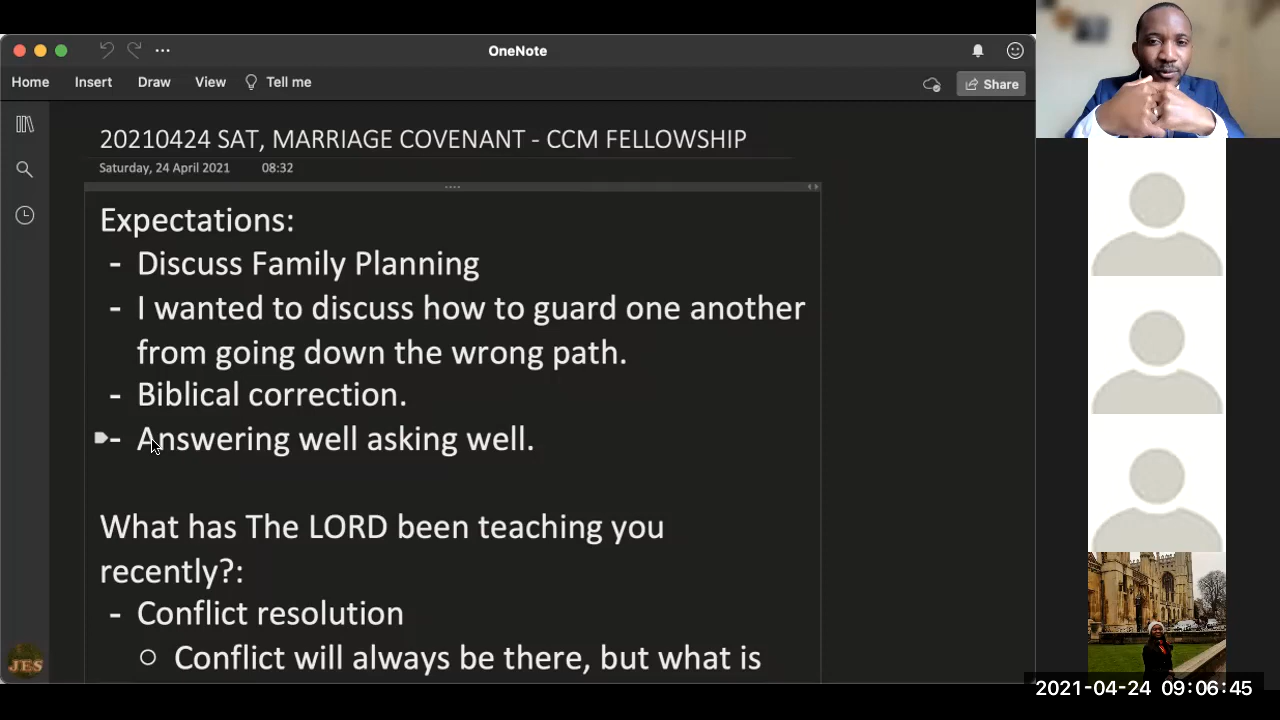 OneNote
Home Insert Draw View Tell me Share
20210424 SAT, MARRIAGE COVENANT - CCM FELLOWSHIP
Saturday, 24 April 2021 08:32
Expectations:
- Discuss Family Planning
- I wanted to discuss how to guard one another
from going down the wrong path.
- Biblical correction.
- Answering well asking well.
What has The LORD been teaching you
recently?:
- Conflict resolution
○ Conflict will always be there, but what is
JES
2021-04-24 09:06:45